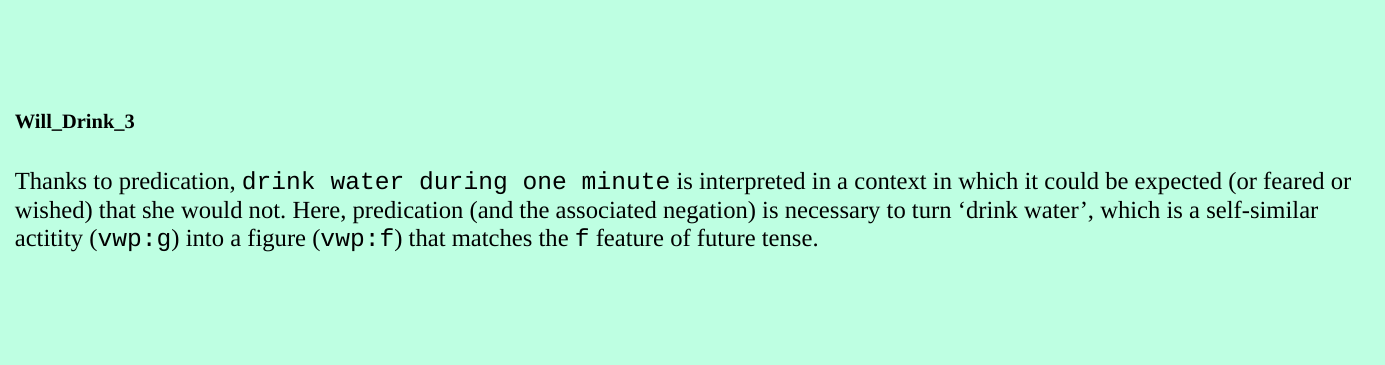 Will_Drink_3
Thanks to predication, drink water during one minute is interpreted in a context in which it could be expected (or feared or
wished) that she would not. Here, predication (and the associated negation) is necessary to turn ‘drink water’, which is a self-similar
actitity (vwp:g) into a figure (vwp:f) that matches the f feature of future tense.